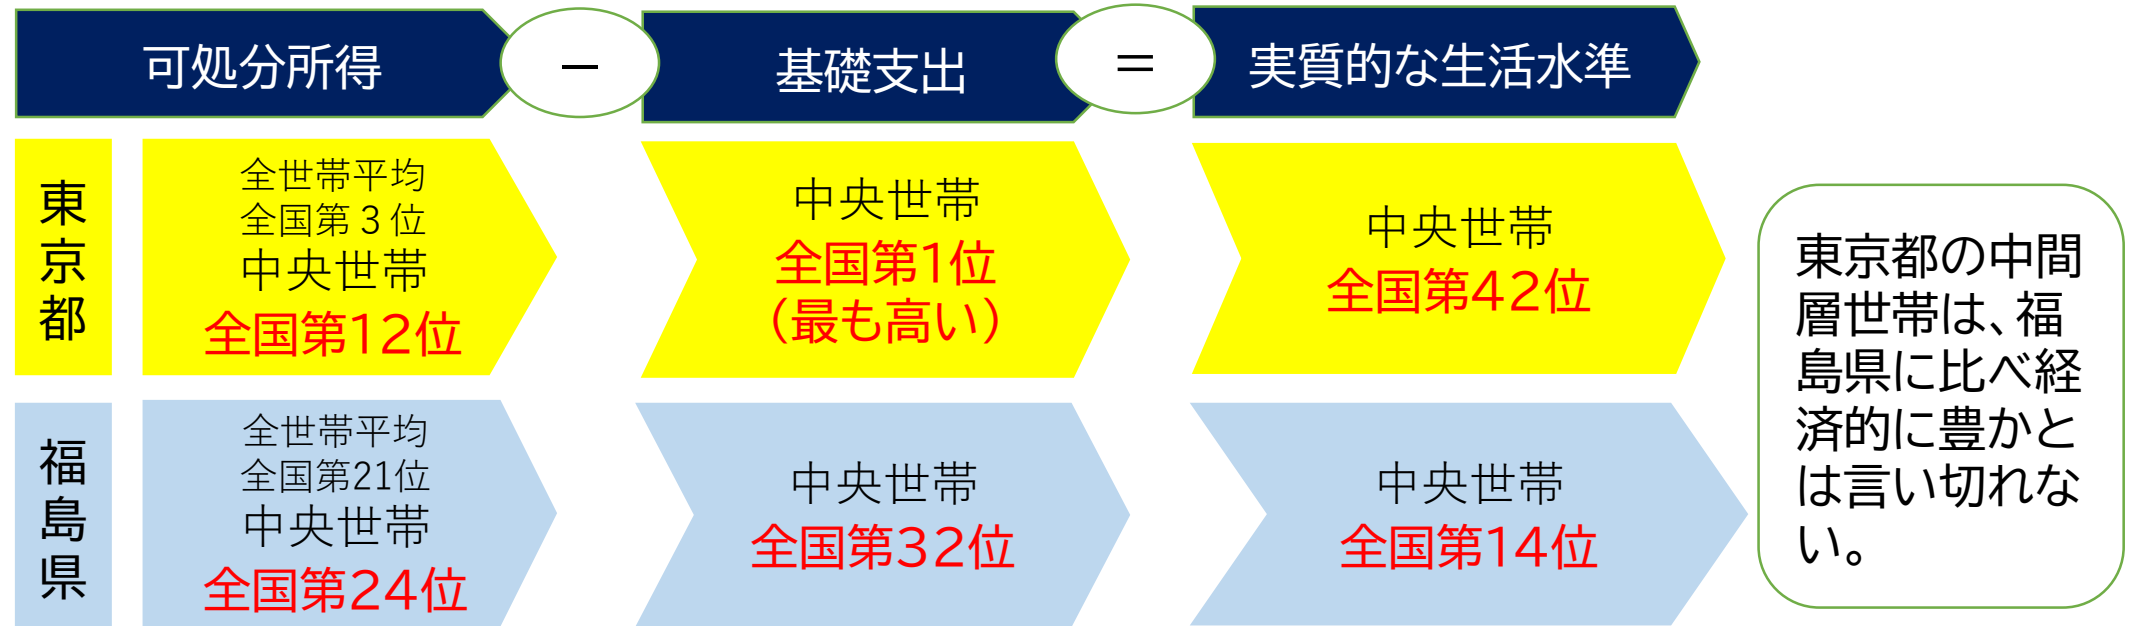 可処分所得
－
基礎支出
＝
実質的な生活水準
東京都
全世帯平均
全国第３位
中央世帯
全国第12位
中央世帯
全国第1位
（最も高い）
中央世帯
全国第42位
福島県
全世帯平均
全国第21位
中央世帯
全国第24位
中央世帯
全国第32位
中央世帯
全国第14位
東京都の中間
層世帯は、福
島県に比べ経
済的に豊かと
は言い切れな
い。